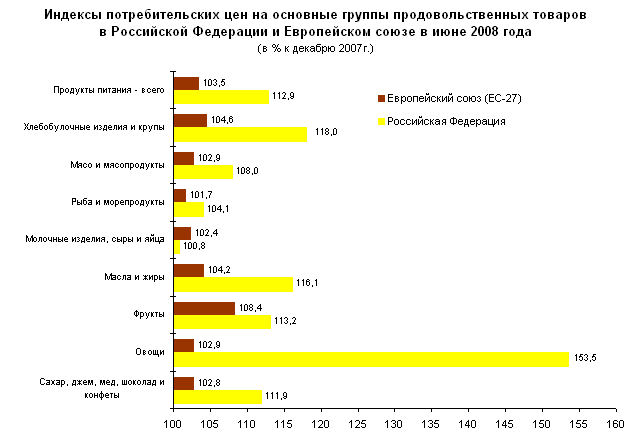 Индексы потребительских цен на основные группы продовольственных товаров
в Российской Федерации и Европейском союзе в июне 2008 года
(в % к декабрю 2007г.)
Европейский союз (ЕС-27)
Российская Федерация
Продукты питания - всего
103,5
112,9
Хлебобулочные изделия и крупы
104,6
118,0
Мясо и мясопродукты
102,9
108,0
Рыба и морепродукты
101,7
104,1
Молочные изделия, сыры и яйца
102,4
100,8
Масла и жиры
104,2
116,1
Фрукты
108,4
113,2
Овощи
102,9
153,5
Сахар, джем, мед, шоколад и
конфеты
102,8
111,9
100 105 110 115 120 125 130 135 140 145 150 155 160